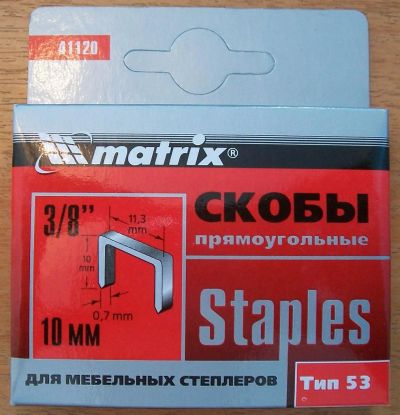 41120
matrix®
3/8”
11,3
mm
10
mm
0,7 mm
10 мм
СКОБЫ
прямоугольные
Staples
для мебельных степлеров
Тип 53